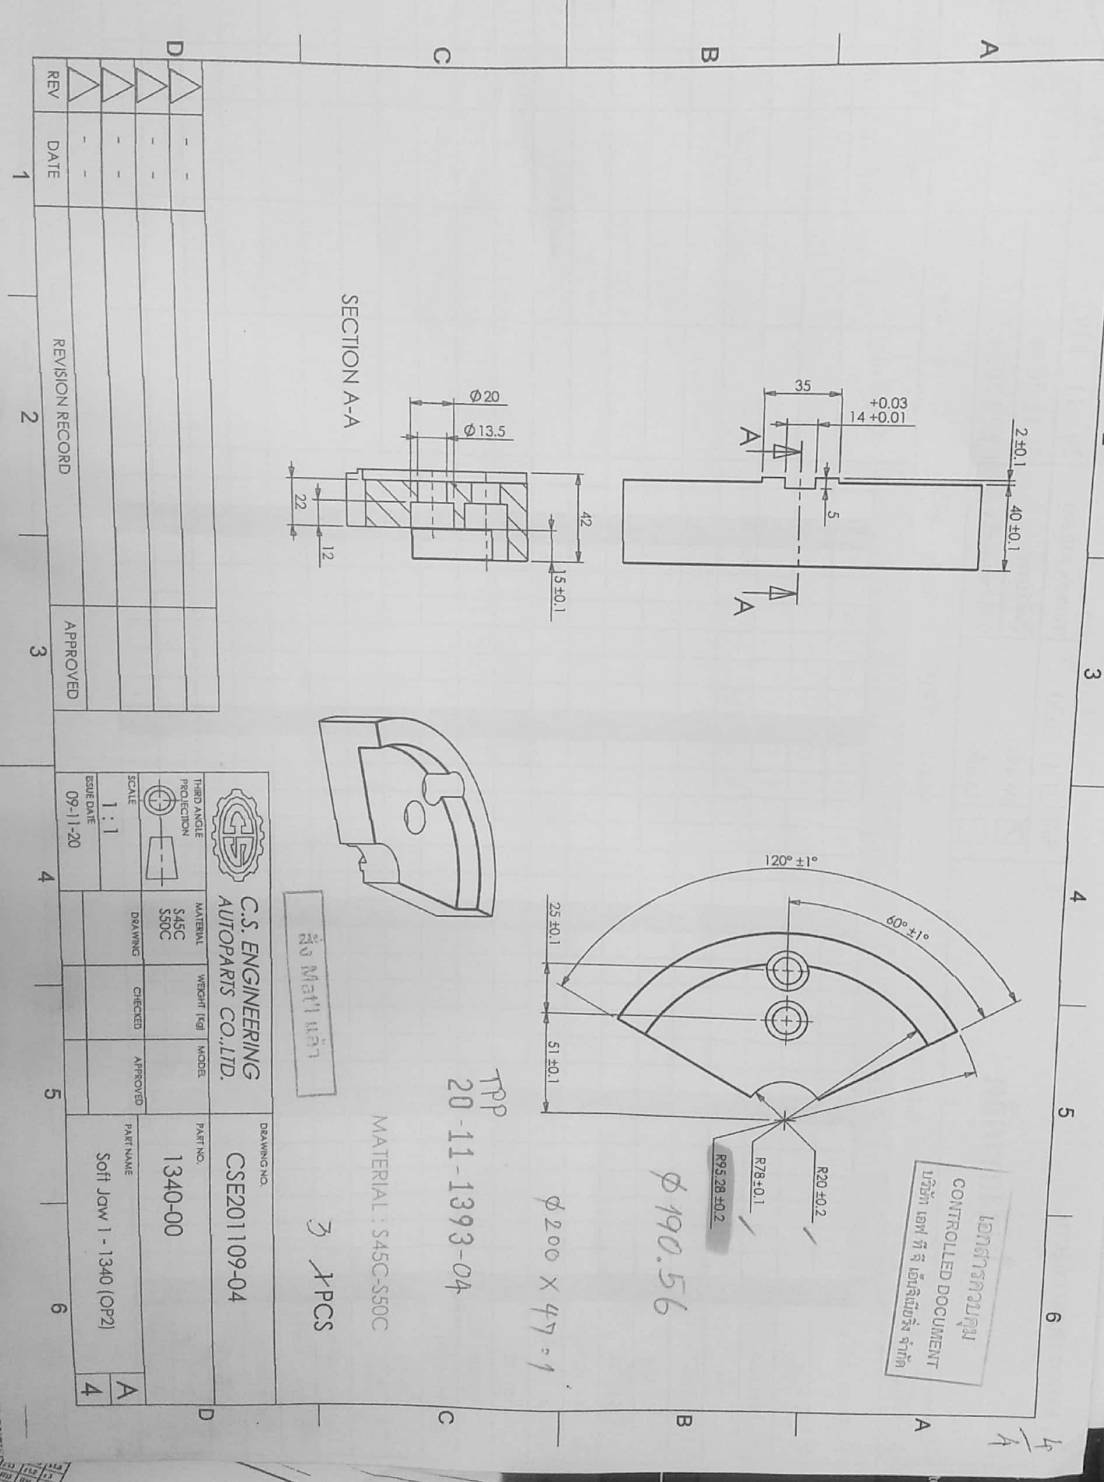 3
4
5
6
4/4
A
A
B
B
C
C
D
D
2 ±0.1
40 ±0.1
+0.03
14 +0.01
35
5
A
A
60° ±1°
120° ±1°
เอกสารควบคุม
CONTROLLED DOCUMENT
บริษัท เอฟ ที จี เอ็นจิเนียริ่ง จำกัด
R20 ±0.2
R78±0.1
R95.28 ±0.2
Ø190.56
25 ±0.1
51 ±0.1
Ø200 X 47 = 1
42
15 ±0.1
Ø20
Ø13.5
SECTION A-A
12
22
TPP
20-11-1393-04
MATERIAL : S45C-S50C
3 PCS
สั่ง Mat'l แล้ว
CS
C.S. ENGINEERING
AUTOPARTS CO.,LTD.
DRAWING NO.
CSE201109-04
THIRD ANGLE
PROJECTION
MATERIAL
S45C
S50C
WEIGHT (Kg)
MODEL
PART NO.
1340-00
SCALE
1 : 1
DRAWING
CHECKED
APPROVED
PART NAME
Soft Jaw 1 - 1340 (OP2)
A
4
ISSUE DATE
09-11-20
- -
- -
- -
- -
REV
DATE
REVISION RECORD
APPROVED
1
2
3
4
5
6